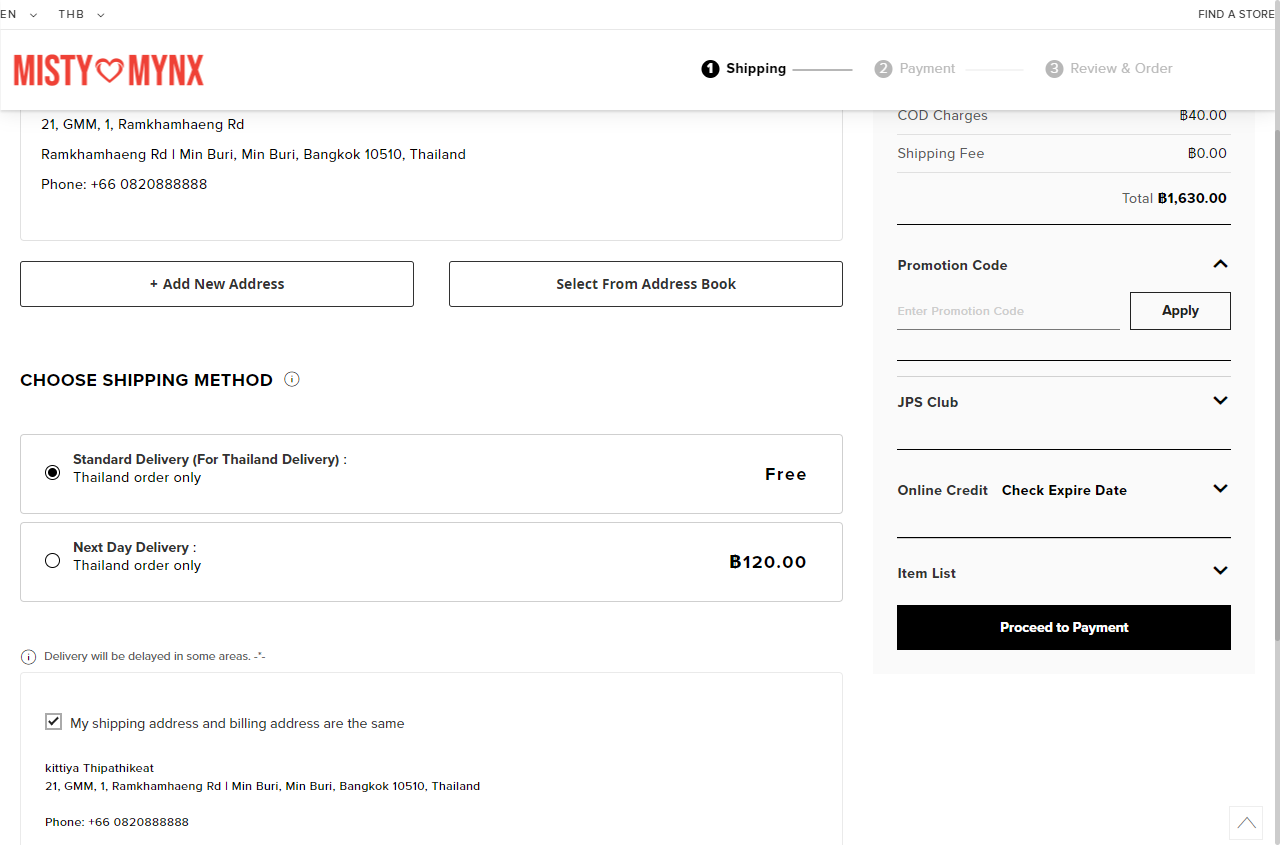 EN THB FIND A STORE
MISTY MYNX
1 Shipping 2 Payment 3 Review & Order
21, GMM, 1, Ramkhamhaeng Rd
Ramkhamhaeng Rd | Min Buri, Min Buri, Bangkok 10510, Thailand
Phone: +66 0820888888
+ Add New Address
Select From Address Book
CHOOSE SHIPPING METHOD
Standard Delivery (For Thailand Delivery) :
Thailand order only
Free
Next Day Delivery :
Thailand order only
฿120.00
Delivery will be delayed in some areas. -*-
My shipping address and billing address are the same
kittiya Thipathikeat
21, GMM, 1, Ramkhamhaeng Rd | Min Buri, Min Buri, Bangkok 10510, Thailand
Phone: +66 0820888888
COD Charges ฿40.00
Shipping Fee ฿0.00
Total ฿1,630.00
Promotion Code
Enter Promotion Code
Apply
JPS Club
Online Credit Check Expire Date
Item List
Proceed to Payment